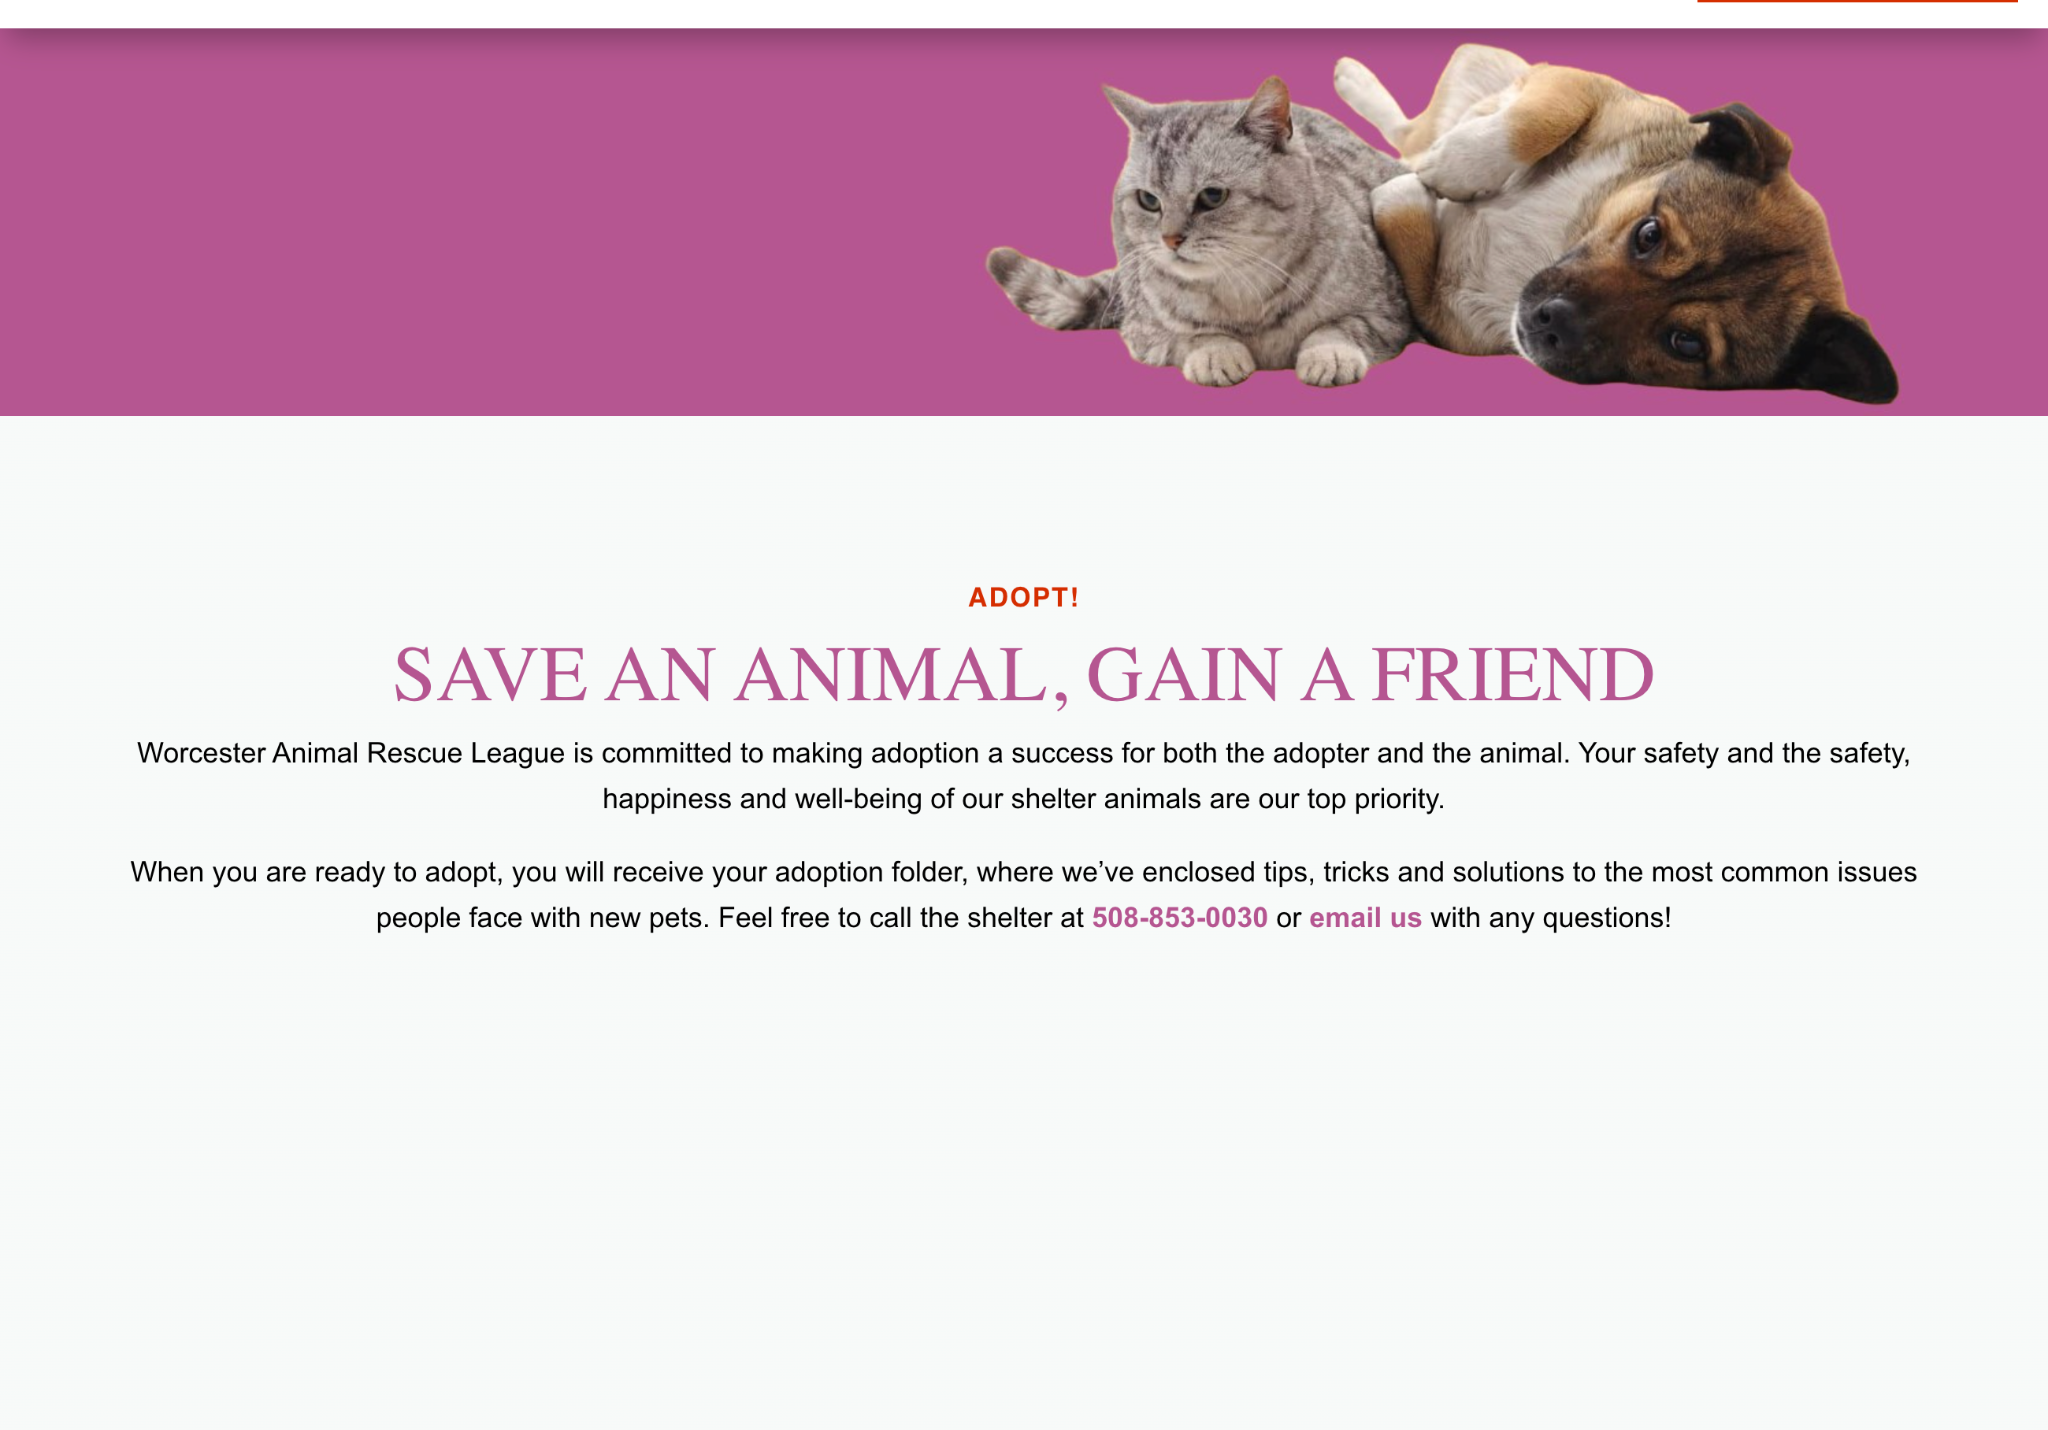 ADOPT!
SAVE AN ANIMAL, GAIN A FRIEND
Worcester Animal Rescue League is committed to making adoption a success for both the adopter and the animal. Your safety and the safety,
happiness and well-being of our shelter animals are our top priority.
When you are ready to adopt, you will receive your adoption folder, where we’ve enclosed tips, tricks and solutions to the most common issues
people face with new pets. Feel free to call the shelter at 508-853-0030 or email us with any questions!